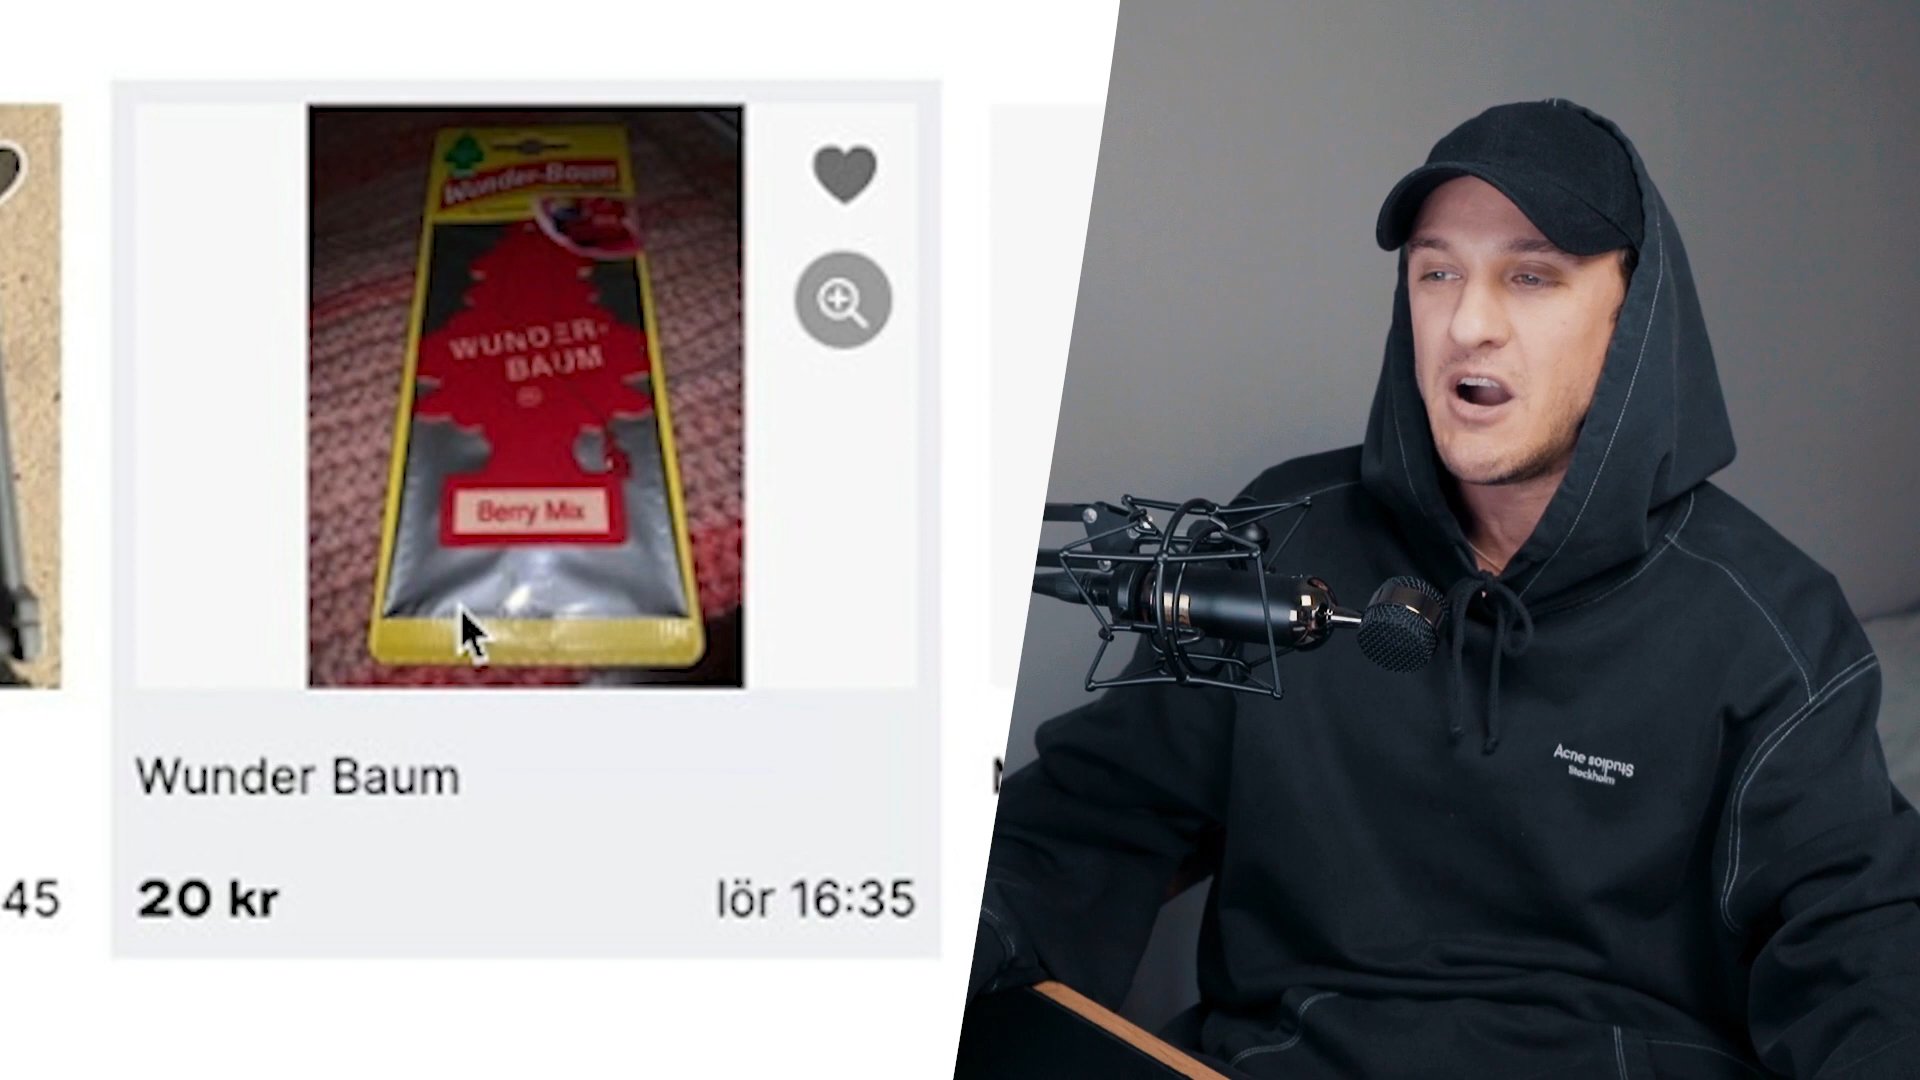 Wunder-Baum
WUNDER-
BAUM
Berry Mix
Wunder Baum
45
20 kr
lör 16:35
Acne Studios
Stockholm